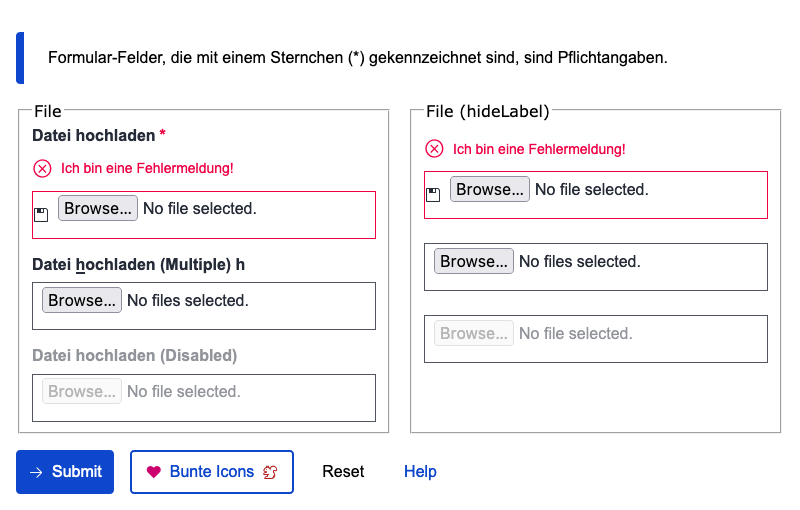 Formular-Felder, die mit einem Sternchen (*) gekennzeichnet sind, sind Pflichtangaben.
File
Datei hochladen *
Ich bin eine Fehlermeldung!
Browse... No file selected.
Datei hochladen (Multiple) h
Browse... No files selected.
Datei hochladen (Disabled)
Browse... No file selected.
File (hideLabel)
Ich bin eine Fehlermeldung!
Browse... No file selected.
Browse... No files selected.
Browse... No file selected.
Submit Bunte Icons Reset Help